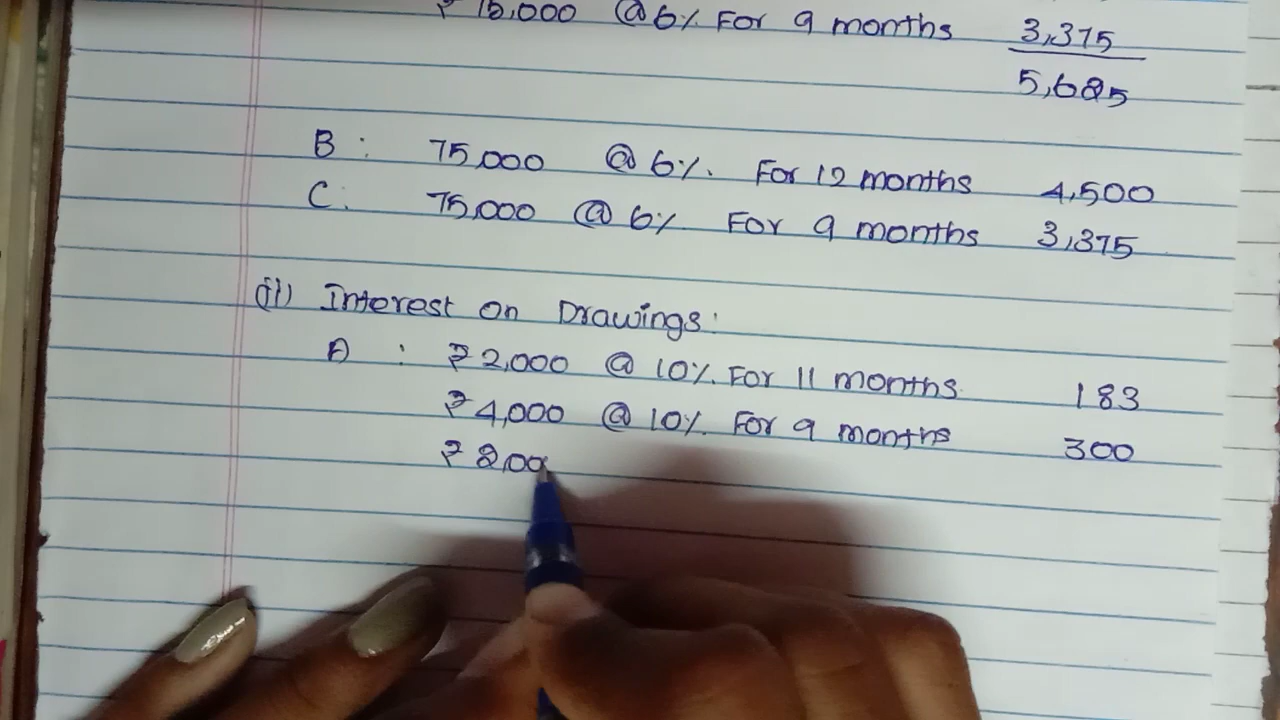 ₹ 15,000 @ 6% For 9 months 3,375
5,625
B : 75,000 @ 6%. For 12 months 4,500
C. 75,000 @ 6% For 9 months 3,375
(ii) Interest on Drawings:
A : ₹ 2,000 @ 10%. For 11 months 183
₹ 4,000 @ 10%. For 9 months 300
₹ 8,00